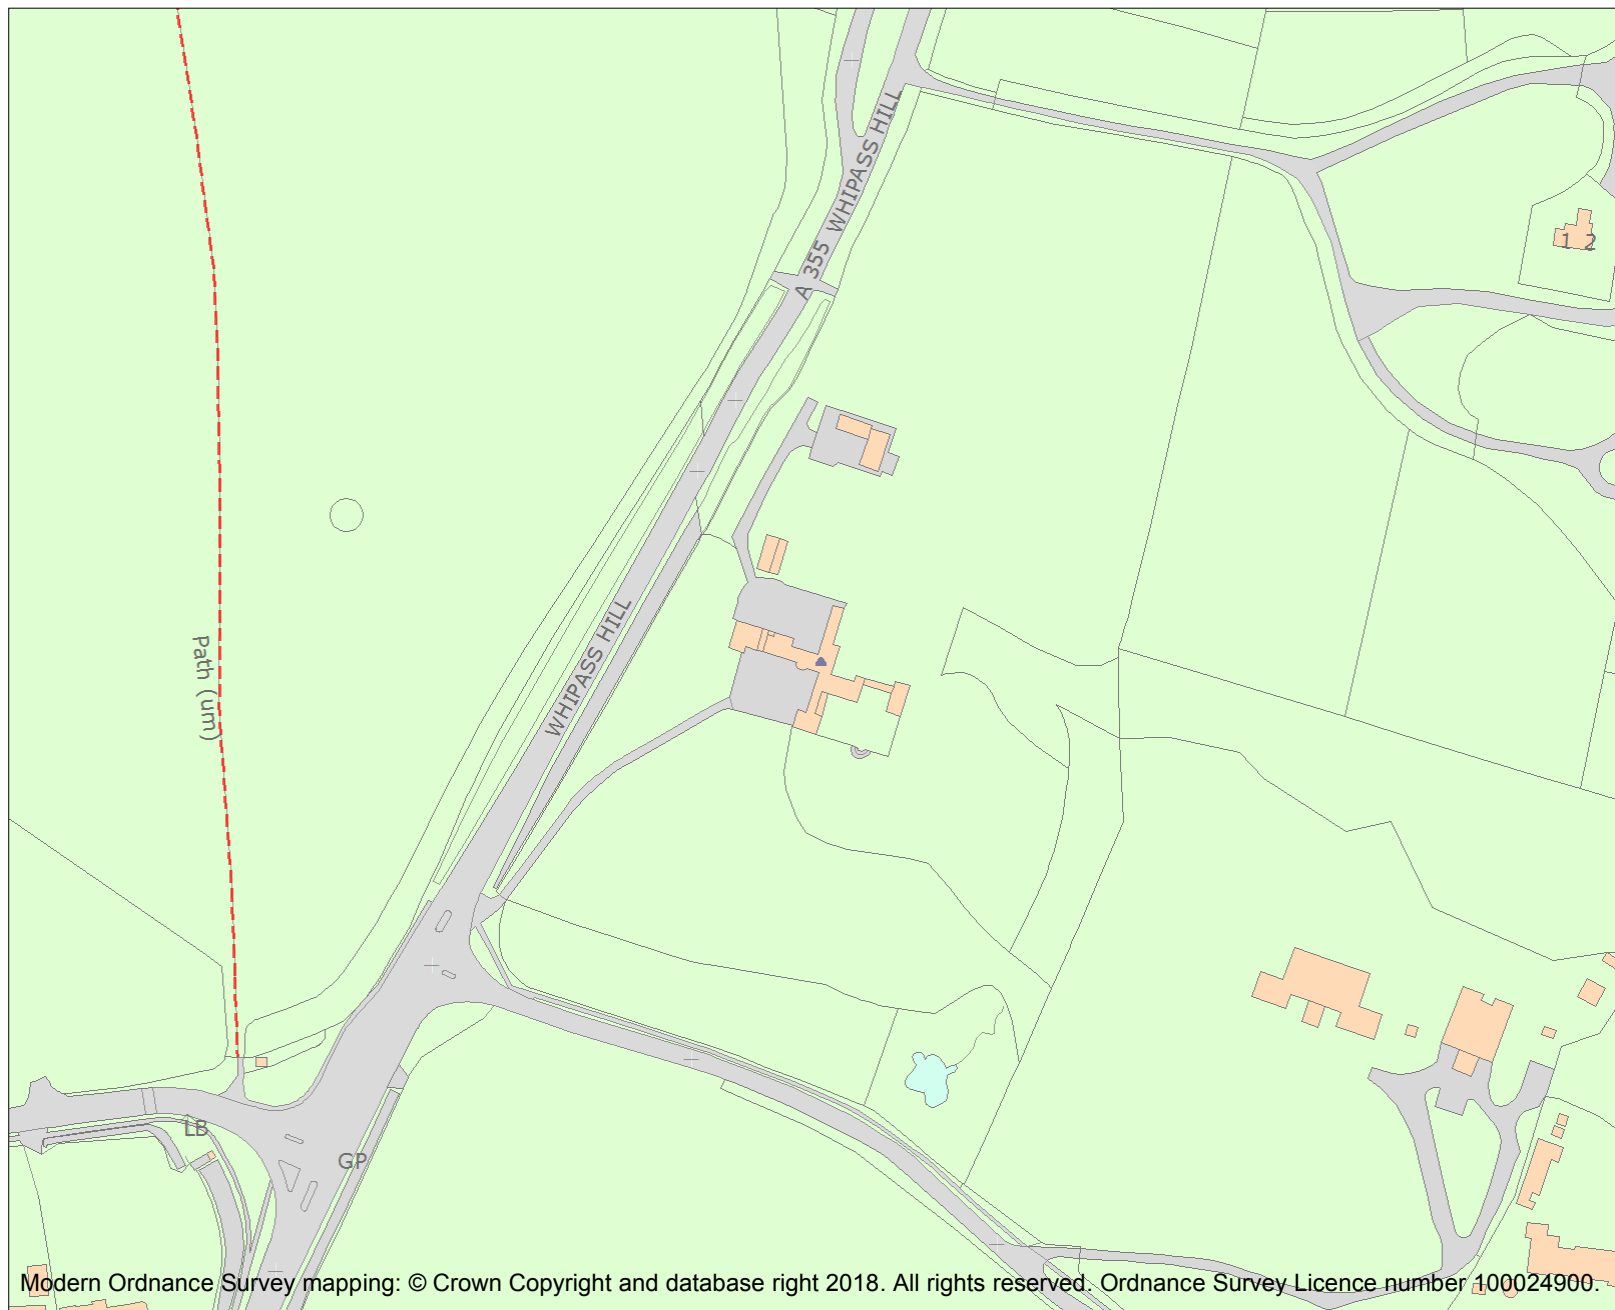 A 355 WHIPASS HILL
1 2
WHIPASS HILL
Path (um)
LB
GP
Modern Ordnance Survey mapping: © Crown Copyright and database right 2018. All rights reserved. Ordnance Survey Licence number 100024900.